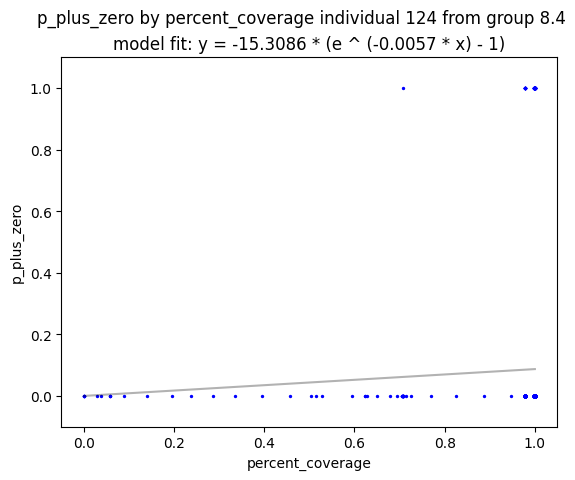 p_plus_zero by percent_coverage individual 124 from group 8.4
model fit: y = -15.3086 * (e ^ (-0.0057 * x) - 1)
1.0
0.8
0.6
0.4
0.2
0.0
p_plus_zero
0.0 0.2 0.4 0.6 0.8 1.0
percent_coverage